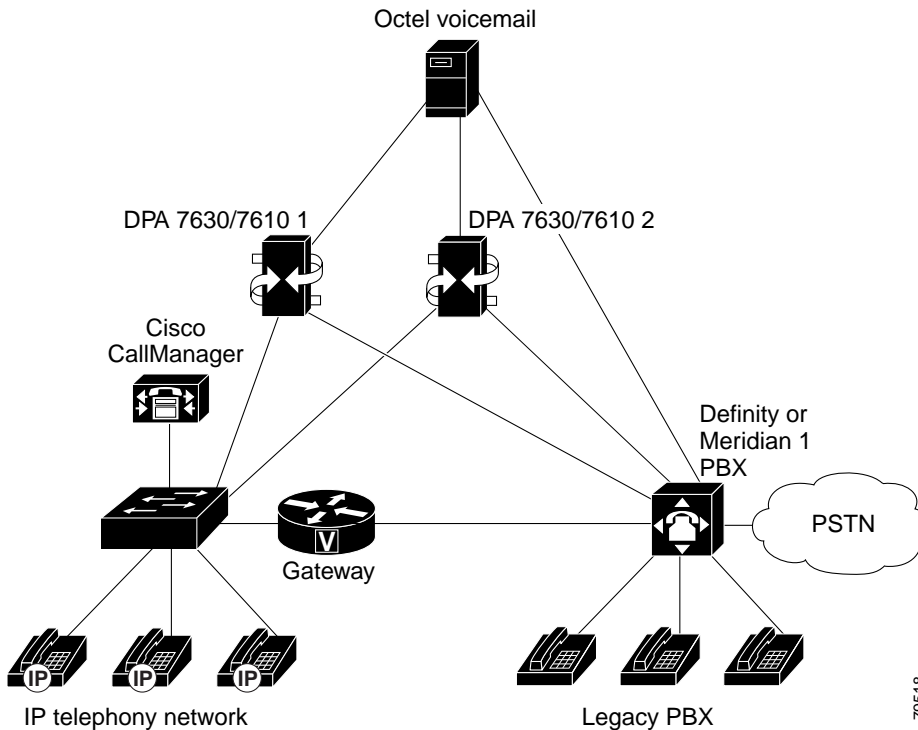 Octel voicemail
DPA 7630/7610 1
DPA 7630/7610 2
Cisco
CallManager
Definity or
Meridian 1
PBX
PSTN
V
Gateway
IP
IP
IP
IP telephony network
Legacy PBX
79518